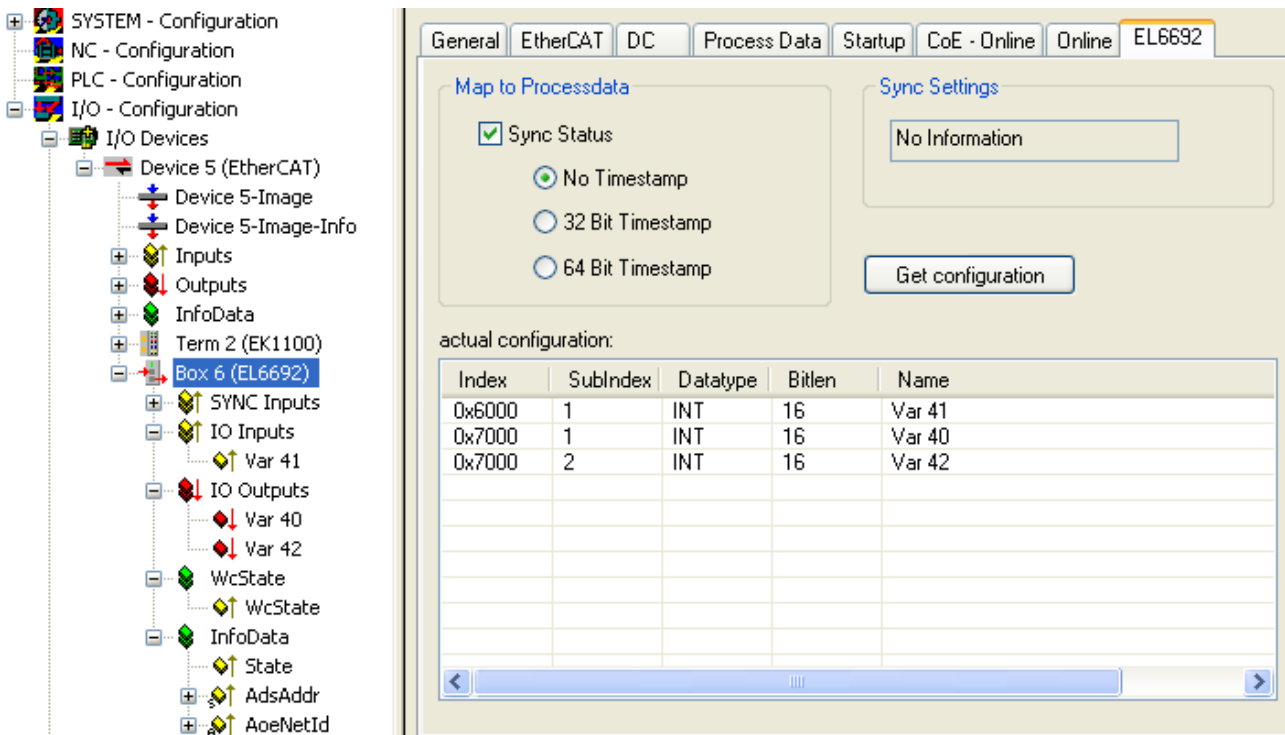 SYSTEM - Configuration
NC - Configuration
PLC - Configuration
I/O - Configuration
I/O Devices
Device 5 (EtherCAT)
Device 5-Image
Device 5-Image-Info
Inputs
Outputs
InfoData
Term 2 (EK1100)
Box 6 (EL6692)
SYNC Inputs
IO Inputs
Var 41
IO Outputs
Var 40
Var 42
WcState
WcState
InfoData
State
AdsAddr
AoeNetId
General EtherCAT DC Process Data Startup CoE - Online Online EL6692
Map to Processdata
Sync Status
No Timestamp
32 Bit Timestamp
64 Bit Timestamp
Sync Settings
No Information
Get configuration
actual configuration:
Index SubIndex Datatype Bitlen Name
0x6000 1 INT 16 Var 41
0x7000 1 INT 16 Var 40
0x7000 2 INT 16 Var 42